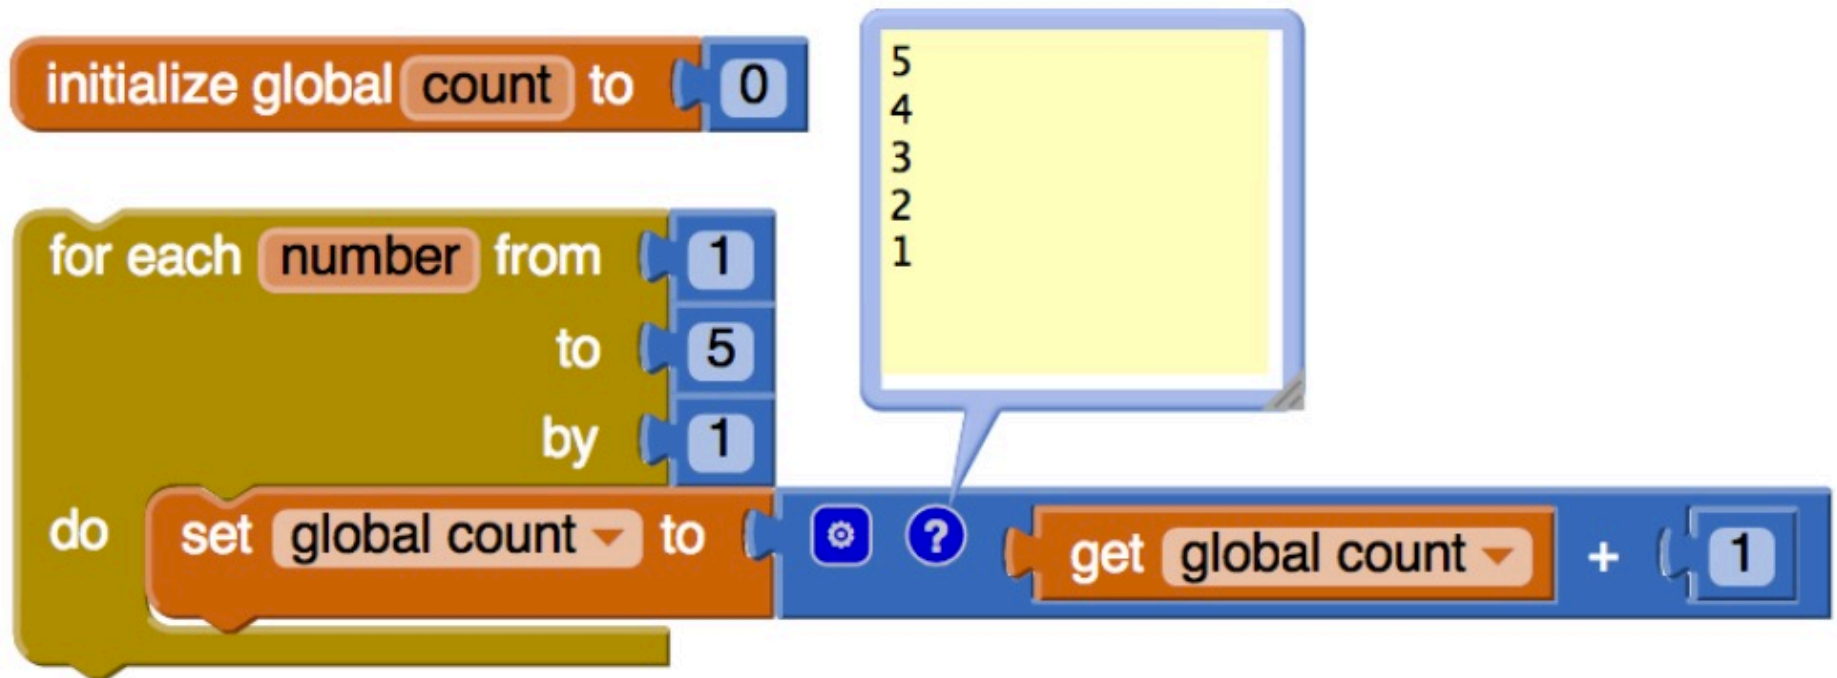 initialize global count to 0
5
4
3
2
1
for each number from 1
to 5
by 1
do set global count to ? get global count + 1